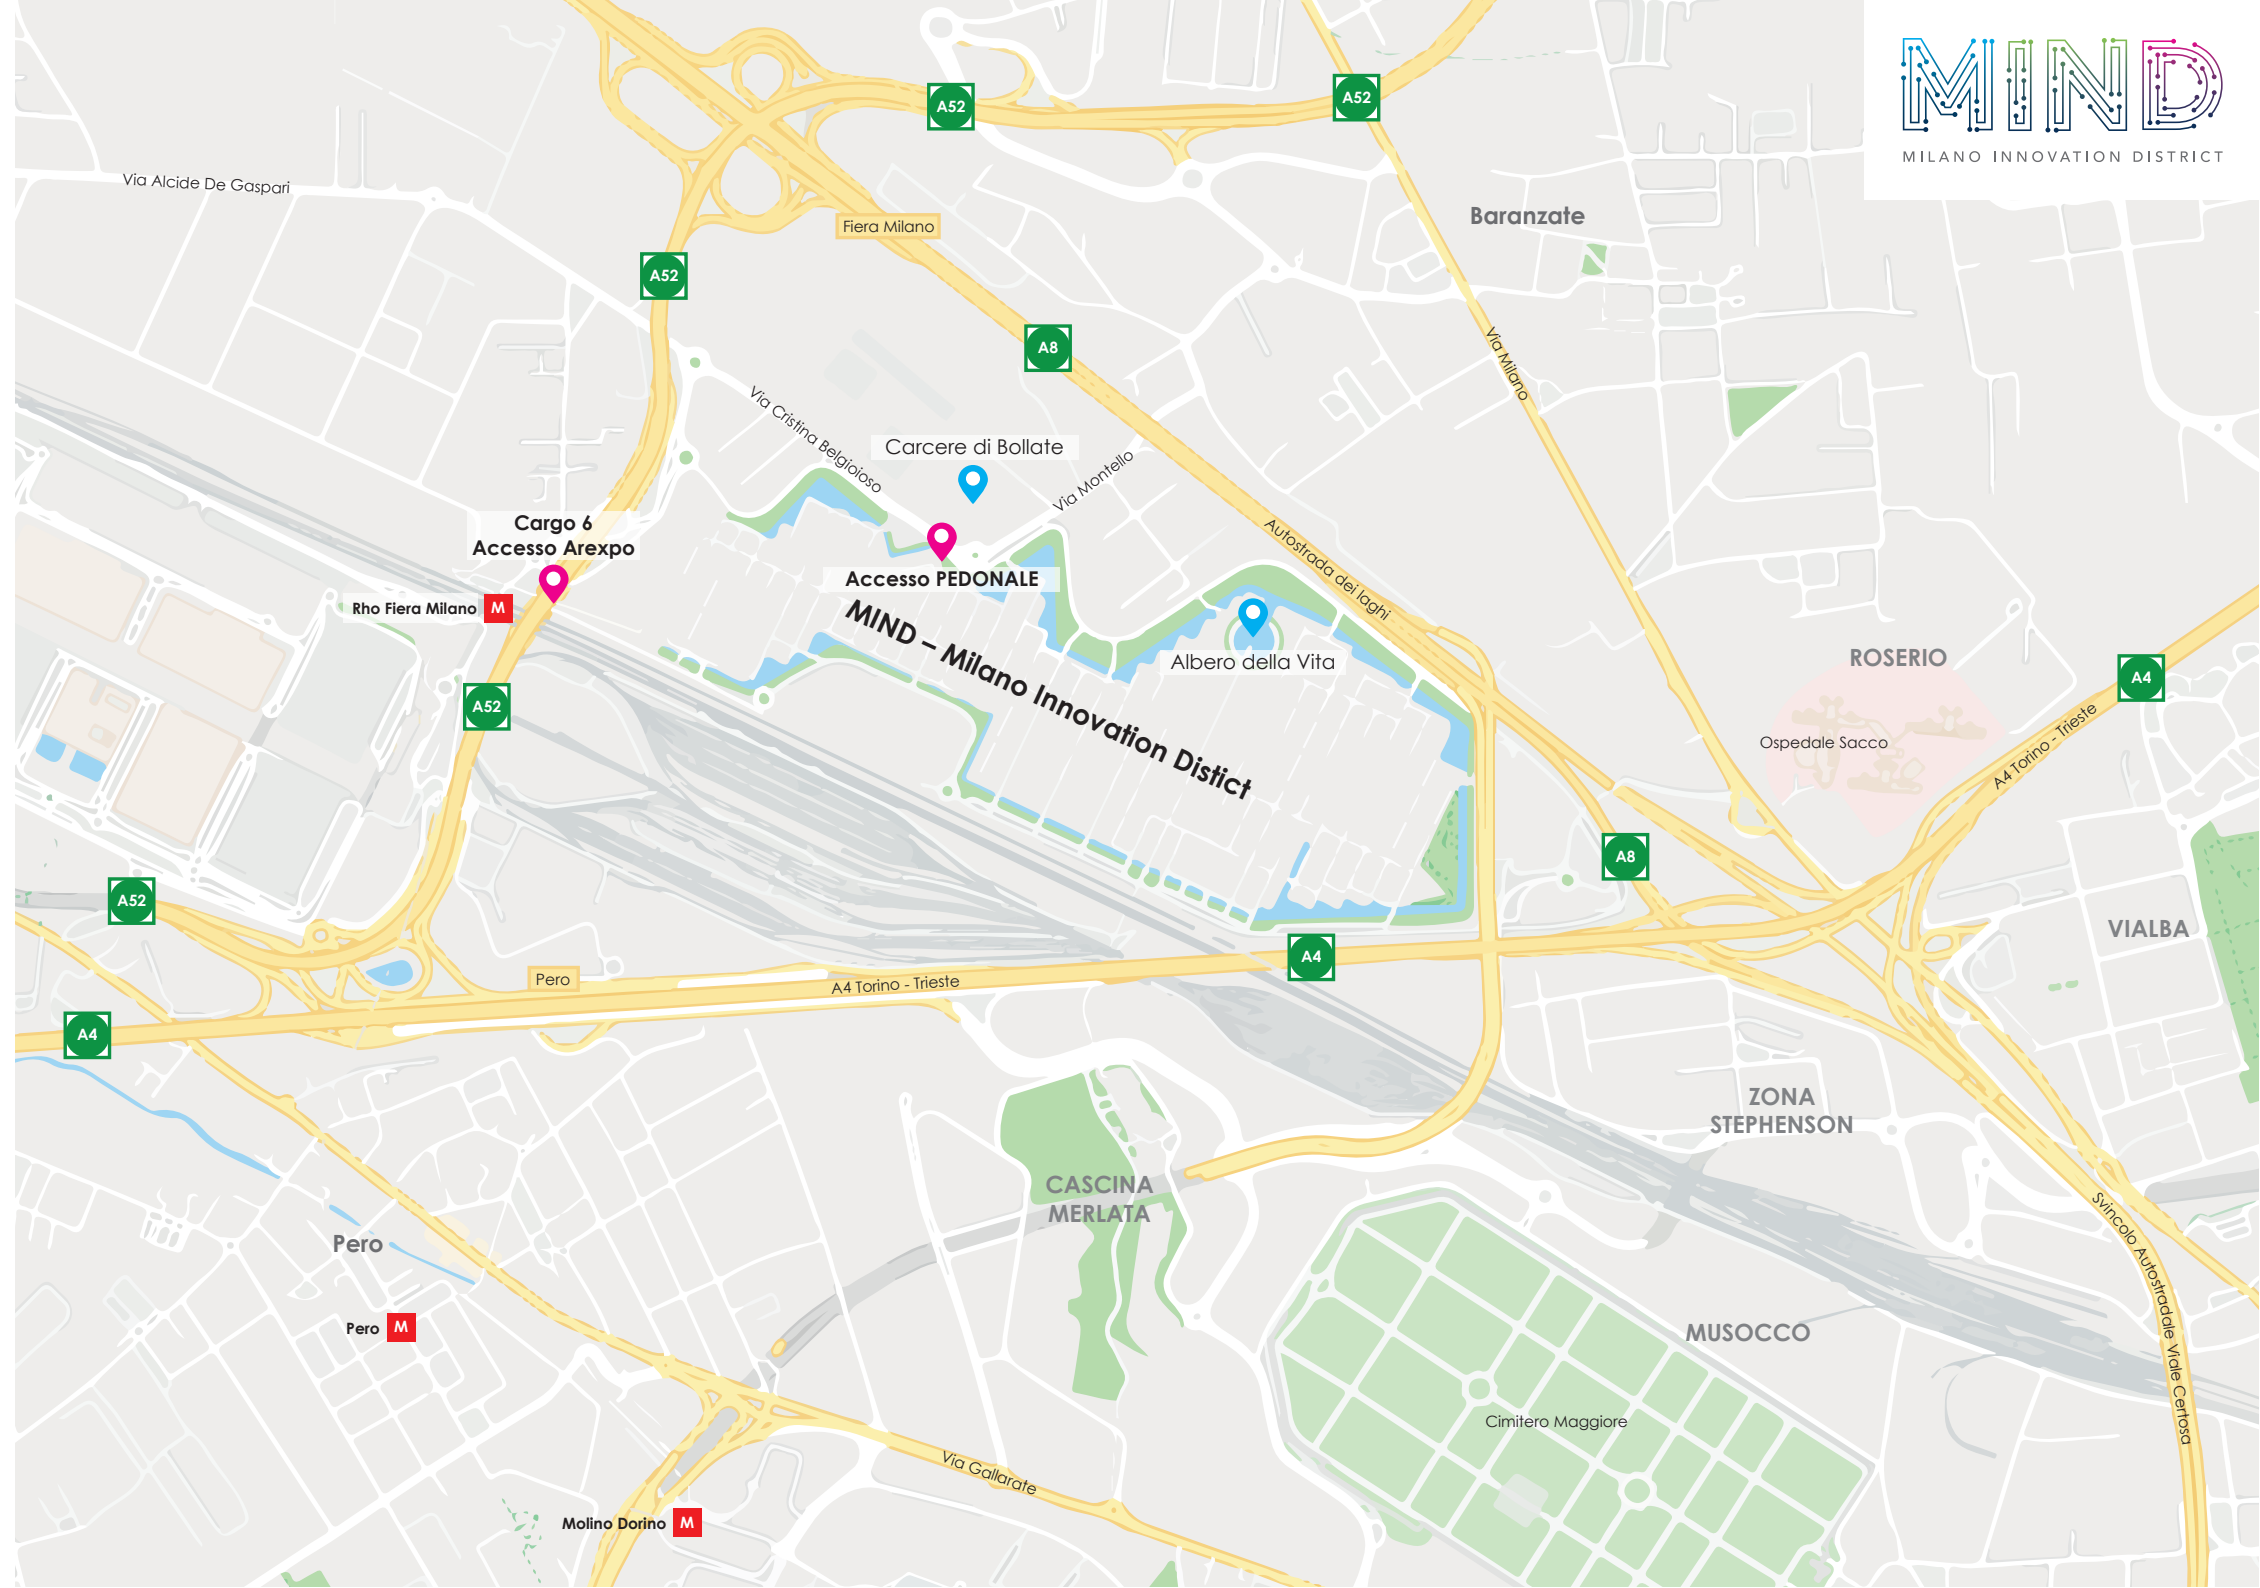 MIND
MILANO INNOVATION DISTRICT
A52
A52
Via Alcide De Gaspari
Baranzate
Fiera Milano
A52
A8
Via Milano
Via Cristina Belgioioso
Carcere di Bollate
Via Montello
Cargo 6
Accesso Arexpo
Autostrada dei laghi
Accesso PEDONALE
Rho Fiera Milano M
MIND – Milano Innovation Distict
Albero della Vita
ROSERIO
A4
A52
Ospedale Sacco
A4 Torino - Trieste
A8
A52
VIALBA
A4
Pero
A4 Torino - Trieste
A4
ZONA
STEPHENSON
CASCINA
MERLATA
Svincolo Autostradale Viale Certosa
Pero
Pero M
MUSOCCO
Cimitero Maggiore
Via Gallarate
Molino Dorino M